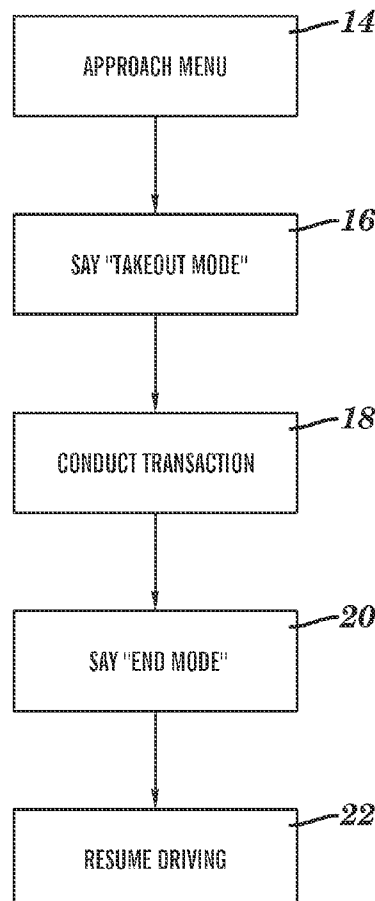 14
APPROACH MENU
16
SAY "TAKEOUT MODE"
18
CONDUCT TRANSACTION
20
SAY "END MODE"
22
RESUME DRIVING